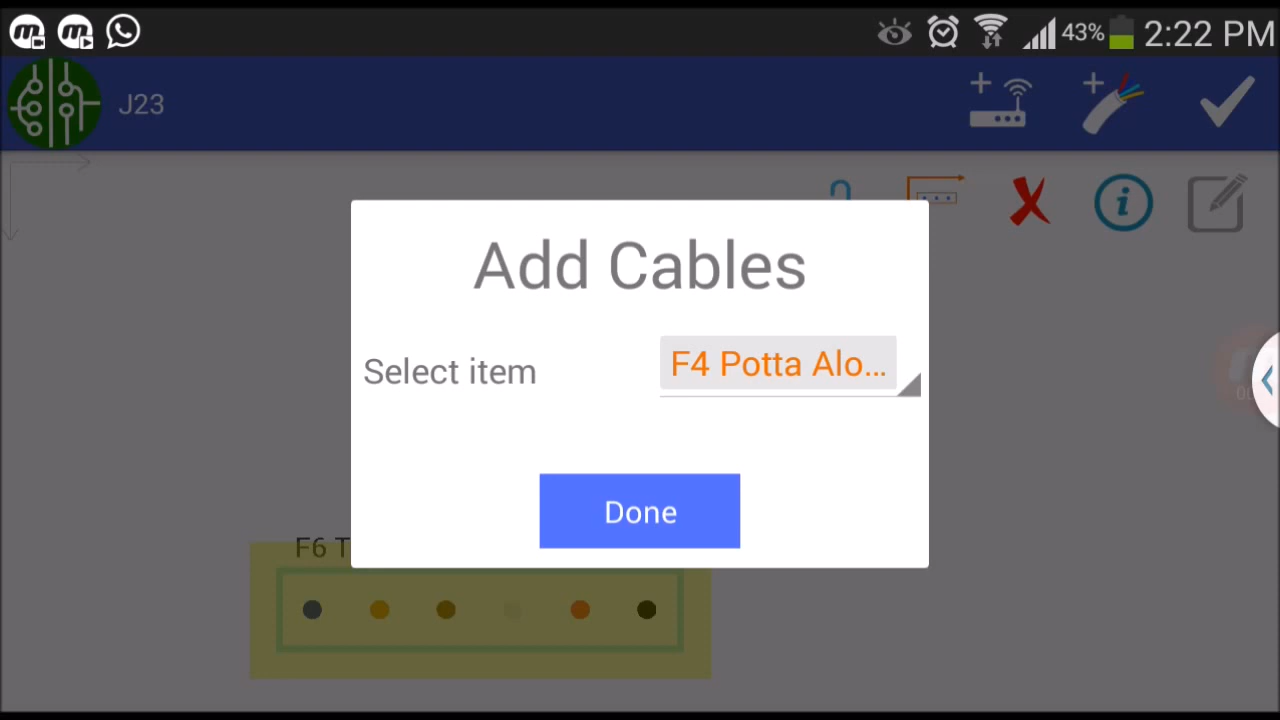 43% 2:22 PM
J23
Add Cables
Select item
F4 Potta Alo...
Done
F6 T